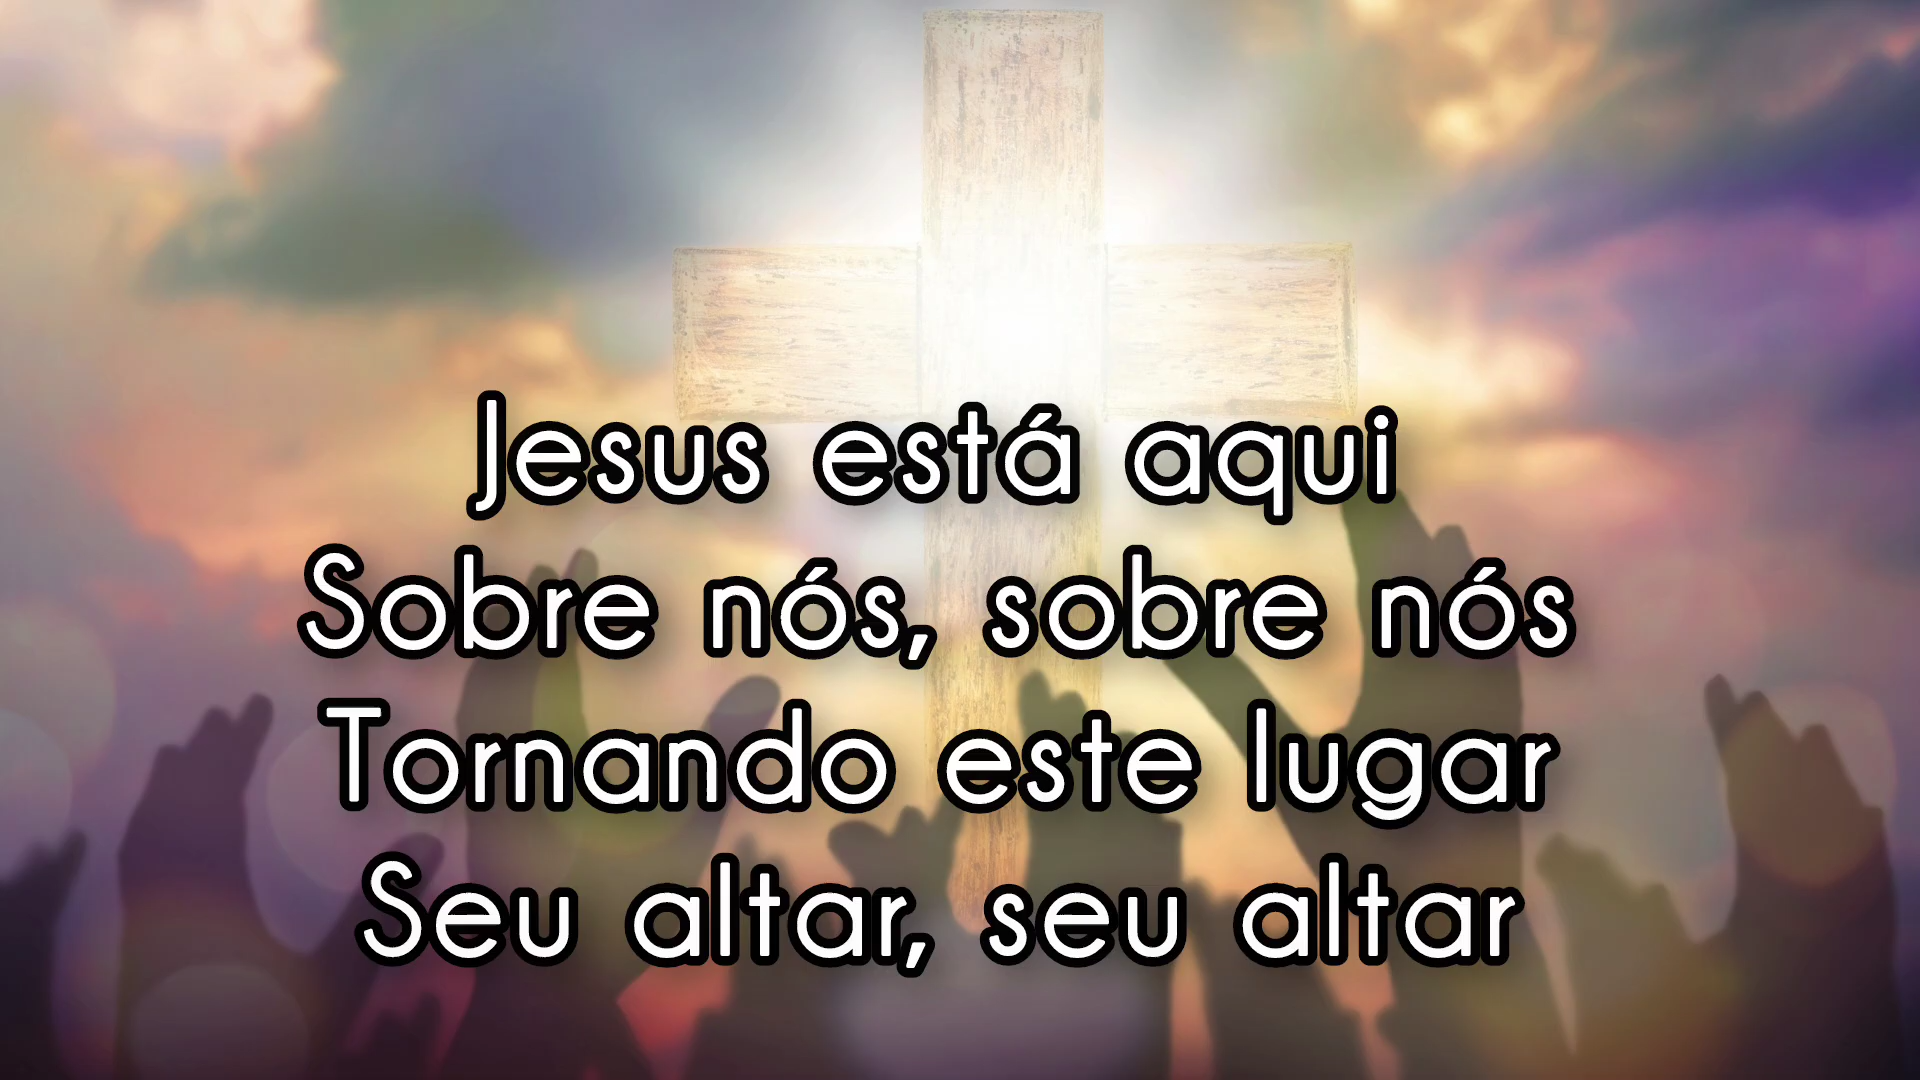 Jesus está aqui
Sobre nós, sobre nós
Tornando este lugar
Seu altar, seu altar